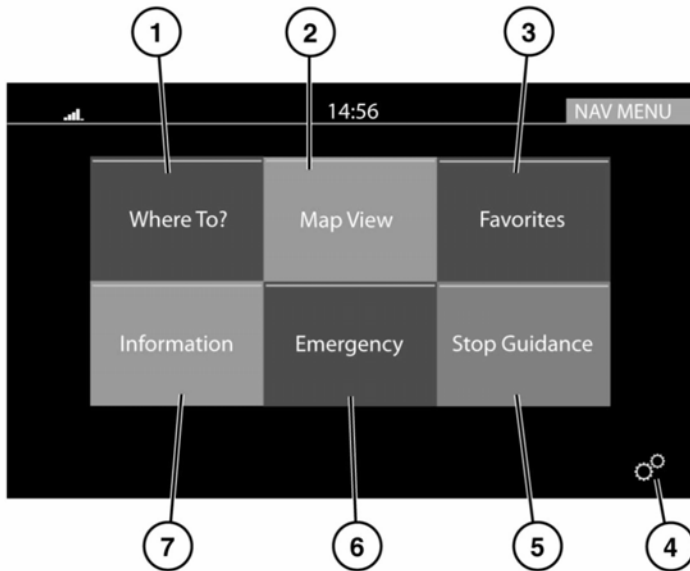 1 2 3
14:56 NAV MENU
Where To? Map View Favorites
Information Emergency Stop Guidance
7 6 5 4